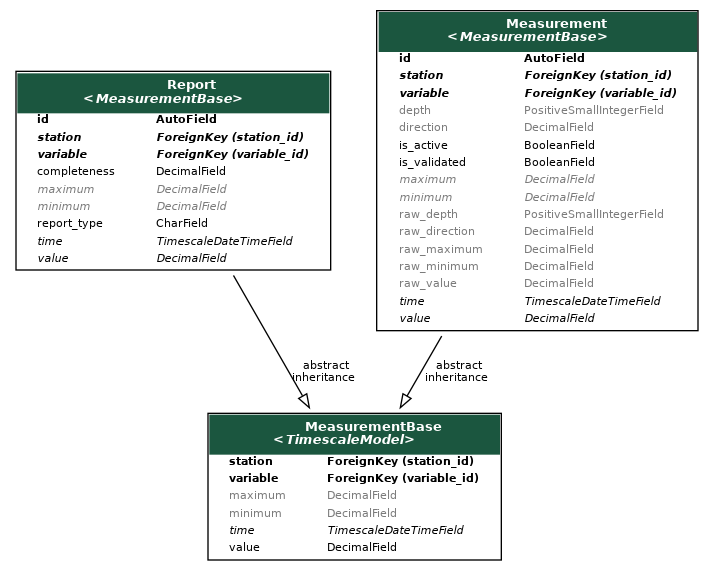 Report
<MeasurementBase>
id AutoField
station ForeignKey (station_id)
variable ForeignKey (variable_id)
completeness DecimalField
maximum DecimalField
minimum DecimalField
report_type CharField
time TimescaleDateTimeField
value DecimalField
Measurement
<MeasurementBase>
id AutoField
station ForeignKey (station_id)
variable ForeignKey (variable_id)
depth PositiveSmallIntegerField
direction DecimalField
is_active BooleanField
is_validated BooleanField
maximum DecimalField
minimum DecimalField
raw_depth PositiveSmallIntegerField
raw_direction DecimalField
raw_maximum DecimalField
raw_minimum DecimalField
raw_value DecimalField
time TimescaleDateTimeField
value DecimalField
abstract
inheritance
abstract
inheritance
MeasurementBase
<TimescaleModel>
station ForeignKey (station_id)
variable ForeignKey (variable_id)
maximum DecimalField
minimum DecimalField
time TimescaleDateTimeField
value DecimalField